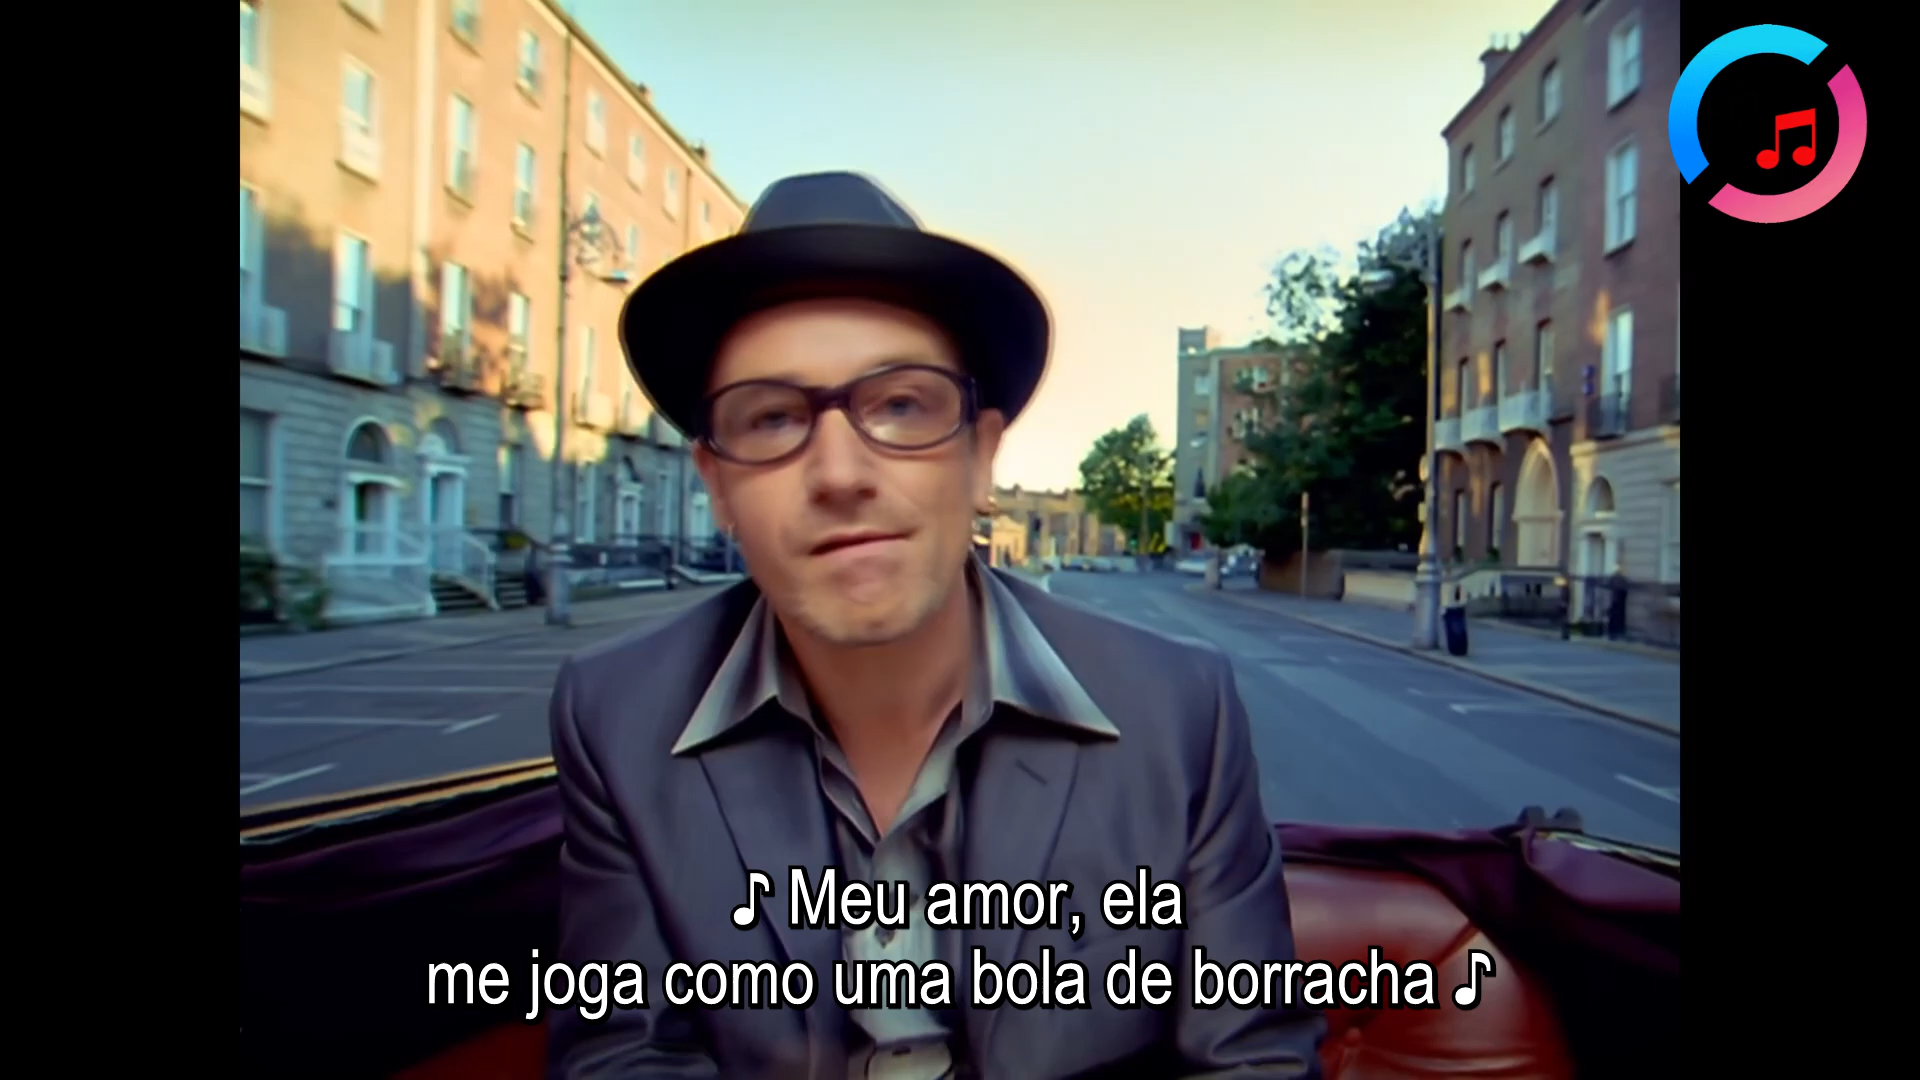 ♪ Meu amor, ela
me joga como uma bola de borracha ♪